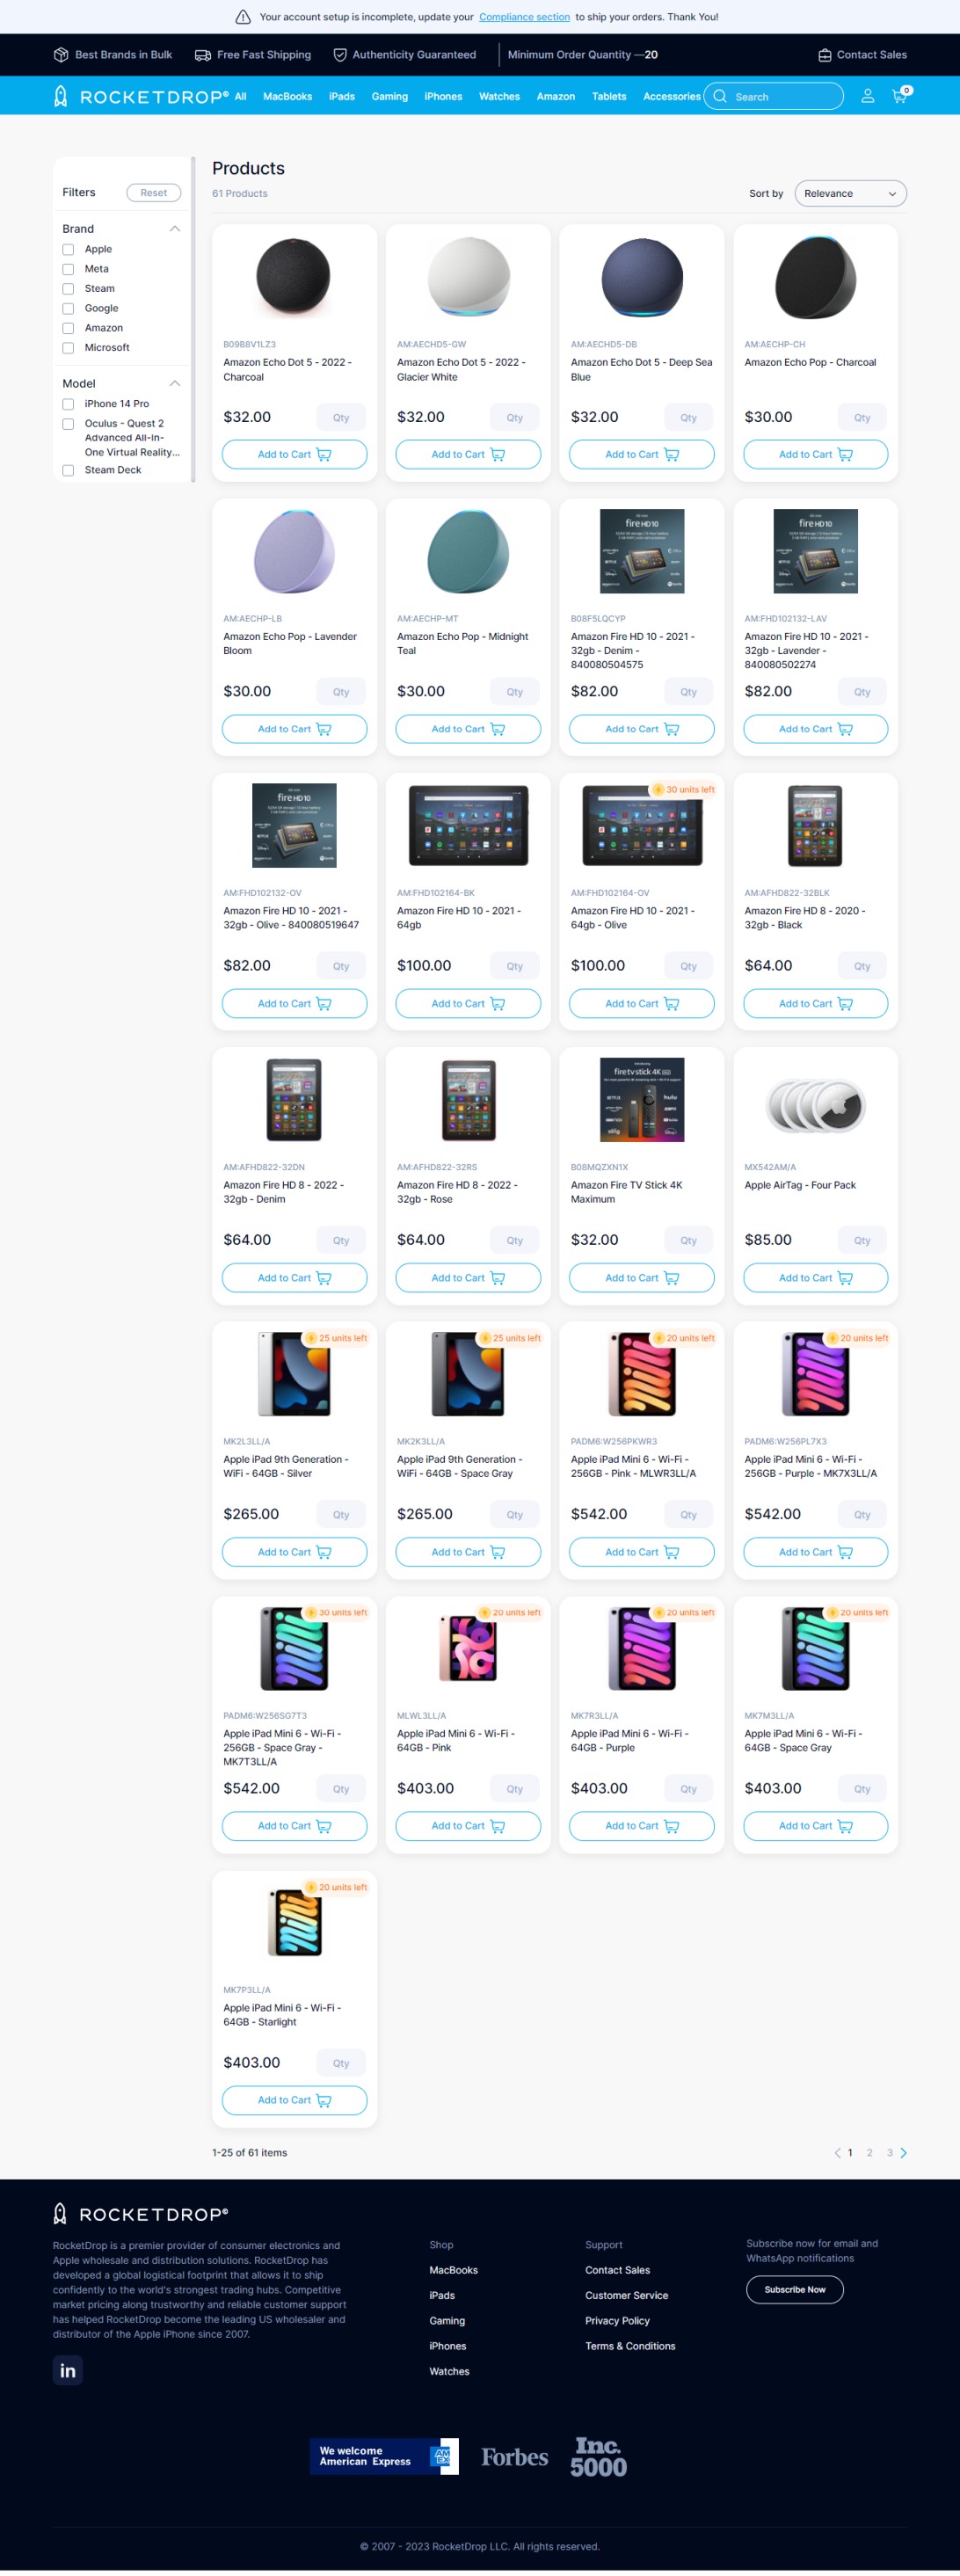 Your account setup is incomplete, update your Compliance section to ship your orders. Thank You!
Best Brands in Bulk Free Fast Shipping Authenticity Guaranteed Minimum Order Quantity —20 Contact Sales
ROCKETDROP® All MacBooks iPads Gaming iPhones Watches Amazon Tablets Accessories Search 0
Filters Reset
Brand
Apple
Meta
Steam
Google
Amazon
Microsoft
Model
iPhone 14 Pro
Oculus - Quest 2
Advanced All-In-
One Virtual Reality...
Steam Deck
Products
61 Products
Sort by Relevance
B09B8V1LZ3
Amazon Echo Dot 5 - 2022 -
Charcoal
$32.00 Qty
Add to Cart
AM:AECHD5-GW
Amazon Echo Dot 5 - 2022 -
Glacier White
$32.00 Qty
Add to Cart
AM:AECHD5-DB
Amazon Echo Dot 5 - Deep Sea
Blue
$32.00 Qty
Add to Cart
AM:AECHP-CH
Amazon Echo Pop - Charcoal
$30.00 Qty
Add to Cart
AM:AECHP-LB
Amazon Echo Pop - Lavender
Bloom
$30.00 Qty
Add to Cart
AM:AECHP-MT
Amazon Echo Pop - Midnight
Teal
$30.00 Qty
Add to Cart
fire HD10
B08F5LQCYP
Amazon Fire HD 10 - 2021 -
32gb - Denim -
840080504575
$82.00 Qty
Add to Cart
fire HD10
AM:FHD102132-LAV
Amazon Fire HD 10 - 2021 -
32gb - Lavender -
840080502274
$82.00 Qty
Add to Cart
fire HD10
AM:FHD102132-OV
Amazon Fire HD 10 - 2021 -
32gb - Olive - 840080519647
$82.00 Qty
Add to Cart
AM:FHD102164-BK
Amazon Fire HD 10 - 2021 -
64gb
$100.00 Qty
Add to Cart
30 units left
AM:FHD102164-OV
Amazon Fire HD 10 - 2021 -
64gb - Olive
$100.00 Qty
Add to Cart
AM:AFHD822-32BLK
Amazon Fire HD 8 - 2020 -
32gb - Black
$64.00 Qty
Add to Cart
AM:AFHD822-32DN
Amazon Fire HD 8 - 2022 -
32gb - Denim
$64.00 Qty
Add to Cart
AM:AFHD822-32RS
Amazon Fire HD 8 - 2022 -
32gb - Rose
$64.00 Qty
Add to Cart
fire tv stick 4K
hulu
B08MQZXN1X
Amazon Fire TV Stick 4K
Maximum
$32.00 Qty
Add to Cart
MX542AM/A
Apple AirTag - Four Pack
$85.00 Qty
Add to Cart
25 units left
MK2L3LL/A
Apple iPad 9th Generation -
WiFi - 64GB - Silver
$265.00 Qty
Add to Cart
25 units left
MK2K3LL/A
Apple iPad 9th Generation -
WiFi - 64GB - Space Gray
$265.00 Qty
Add to Cart
20 units left
PADM6:W256PKWR3
Apple iPad Mini 6 - Wi-Fi -
256GB - Pink - MLWR3LL/A
$542.00 Qty
Add to Cart
20 units left
PADM6:W256PL7X3
Apple iPad Mini 6 - Wi-Fi -
256GB - Purple - MK7X3LL/A
$542.00 Qty
Add to Cart
30 units left
PADM6:W256SG7T3
Apple iPad Mini 6 - Wi-Fi -
256GB - Space Gray -
MK7T3LL/A
$542.00 Qty
Add to Cart
20 units left
MLWL3LL/A
Apple iPad Mini 6 - Wi-Fi -
64GB - Pink
$403.00 Qty
Add to Cart
20 units left
MK7R3LL/A
Apple iPad Mini 6 - Wi-Fi -
64GB - Purple
$403.00 Qty
Add to Cart
20 units left
MK7M3LL/A
Apple iPad Mini 6 - Wi-Fi -
64GB - Space Gray
$403.00 Qty
Add to Cart
20 units left
MK7P3LL/A
Apple iPad Mini 6 - Wi-Fi -
64GB - Starlight
$403.00 Qty
Add to Cart
1-25 of 61 items 1 2 3
ROCKETDROP®
RocketDrop is a premier provider of consumer electronics and
Apple wholesale and distribution solutions. RocketDrop has
developed a global logistical footprint that allows it to ship
confidently to the world's strongest trading hubs. Competitive
market pricing along trustworthy and reliable customer support
has helped RocketDrop become the leading US wholesaler and
distributor of the Apple iPhone since 2007.
in
Shop
MacBooks
iPads
Gaming
iPhones
Watches
Support
Contact Sales
Customer Service
Privacy Policy
Terms & Conditions
Subscribe now for email and
WhatsApp notifications
Subscribe Now
We welcome
American Express
AM
EX
Forbes
Inc.
5000
© 2007 - 2023 RocketDrop LLC. All rights reserved.